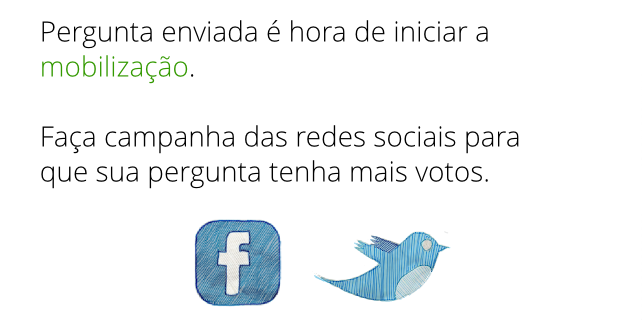 Pergunta enviada é hora de iniciar a
mobilização.
Faça campanha das redes sociais para
que sua pergunta tenha mais votos.
f